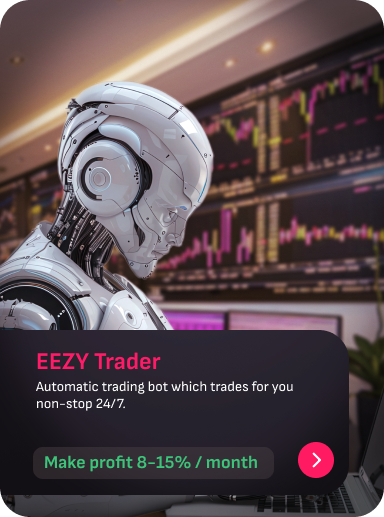 EEZY Trader
Automatic trading bot which trades for you
non-stop 24/7.
Make profit 8-15% / month